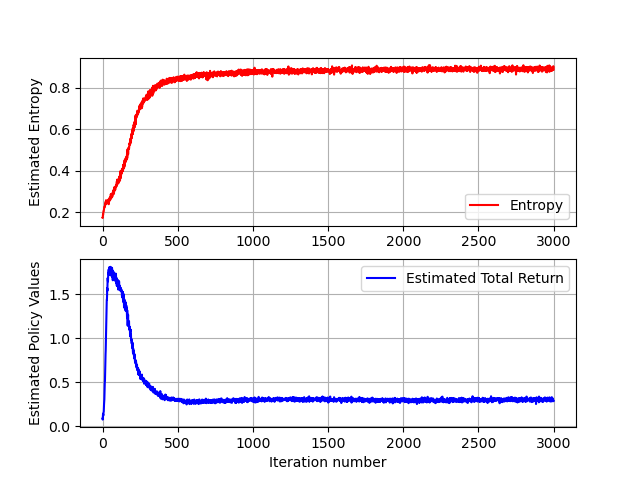 Estimated Entropy
0.8
0.6
0.4
0.2
Entropy
0 500 1000 1500 2000 2500 3000
Estimated Policy Values
1.5
1.0
0.5
0.0
Estimated Total Return
0 500 1000 1500 2000 2500 3000
Iteration number